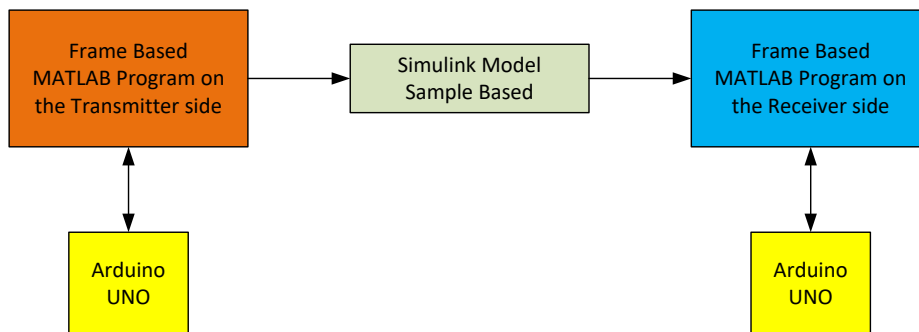 Frame Based
MATLAB Program on
the Transmitter side
Simulink Model
Sample Based
Frame Based
MATLAB Program on
the Receiver side
Arduino
UNO
Arduino
UNO